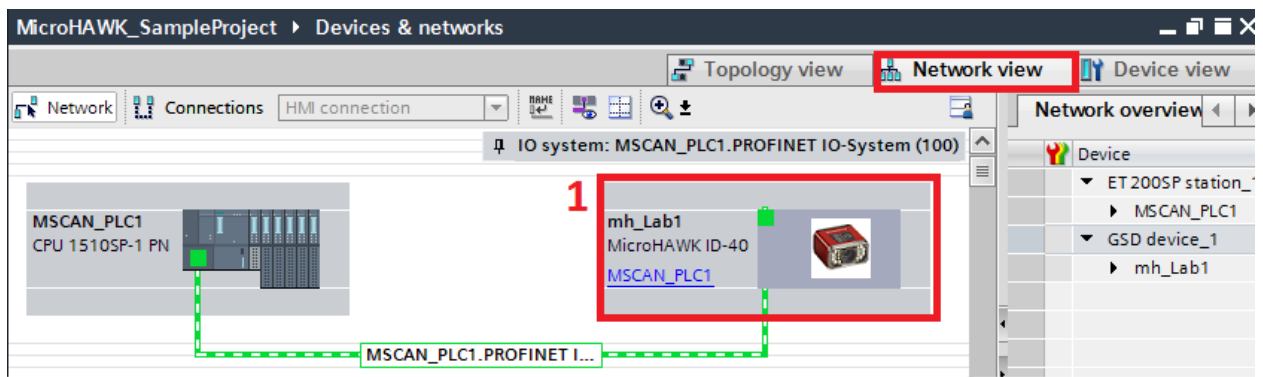 MicroHAWK_SampleProject ▸ Devices & networks
Topology view Network view Device view
Network Connections HMI connection
Network overview
IO system: MSCAN_PLC1.PROFINET IO-System (100)
Device
ET 200SP station_1
MSCAN_PLC1
GSD device_1
mh_Lab1
1
MSCAN_PLC1
CPU 1510SP-1 PN
mh_Lab1
MicroHAWK ID-40
MSCAN_PLC1
MSCAN_PLC1.PROFINET I...